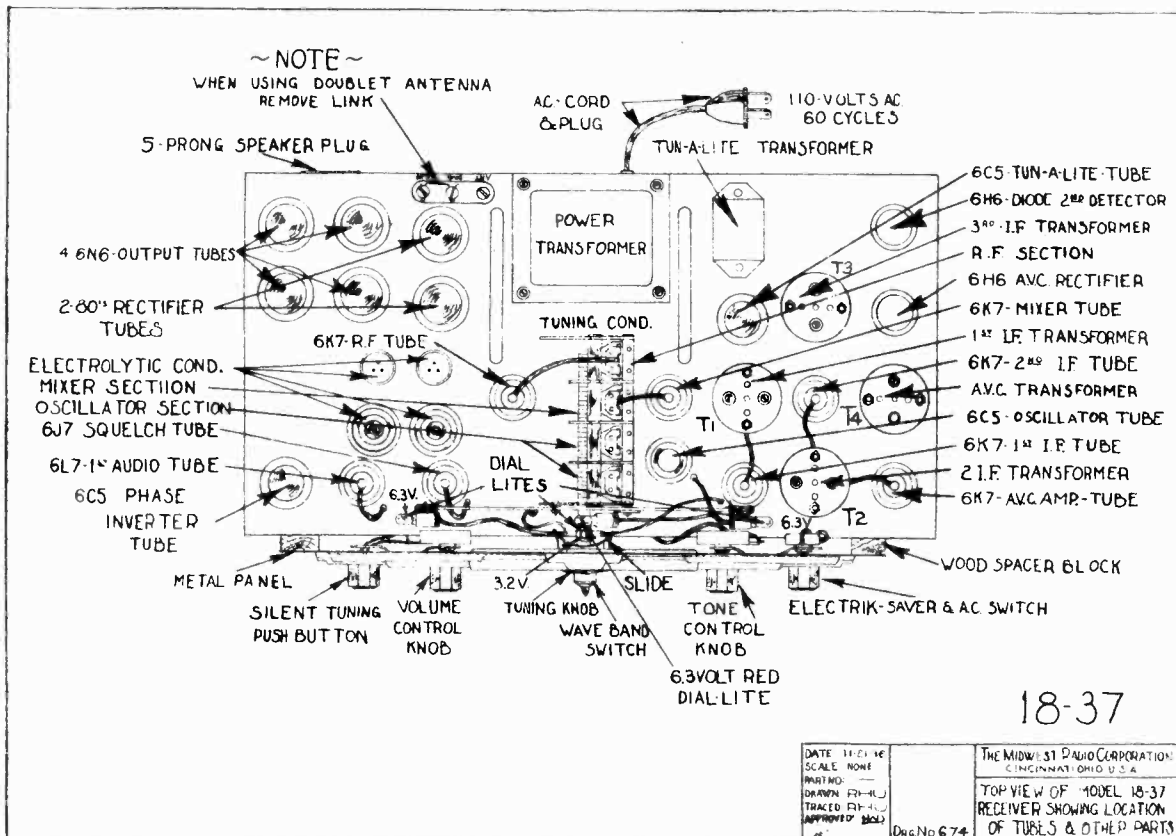 ~NOTE~
WHEN USING DOUBLET ANTENNA
REMOVE LINK
5-PRONG SPEAKER PLUG
AC-CORD
& PLUG
110-VOLTS AC.
60 CYCLES
TUN-A-LITE TRANSFORMER
POWER
TRANSFORMER
4 6N6-OUTPUT TUBES
2-80'S RECTIFIER
TUBES
6K7-R.F TUBE
TUNING COND.
ELECTROLYTIC COND.
MIXER SECTIION
OSCILLATOR SECTION
6J7 SQUELCH TUBE
6L7-1ST AUDIO TUBE
6C5 PHASE
INVERTER
TUBE
6C5-TUN-A-LITE-TUBE
6H6-DIODE 2ND DETECTOR
3RD I.F TRANSFORMER
R.F. SECTION
6H6 A.V.C. RECTIFIER
6K7-MIXER TUBE
1ST I.F. TRANSFORMER
6K7-2ND I.F. TUBE
A.V.C. TRANSFORMER
6C5-OSCILLATOR TUBE
6K7-1ST I.F. TUBE
2 I.F. TRANSFORMER
6K7-A.V.C AMP.-TUBE
T3
T1
T4
T2
DIAL
LITES
6.3V.
6.3V
3.2V.
METAL PANEL
SILENT TUNING
PUSH BUTTON
VOLUME
CONTROL
KNOB
TUNING KNOB
WAVE BAND
SWITCH
SLIDE
6.3VOLT RED
DIAL-LITE
TONE
CONTROL
KNOB
WOOD SPACER BLOCK
ELECTRIK-SAVER & A.C. SWITCH
18-37
DATE
SCALE NONE
PART NO.
DRAWN
TRACED
APPROVED
DRG. No 674
THE MIDWEST RADIO CORPORATION
CINCINNATI OHIO U.S.A
TOP VIEW OF MODEL 18-37
RECEIVER SHOWING LOCATION
OF TUBES & OTHER PARTS